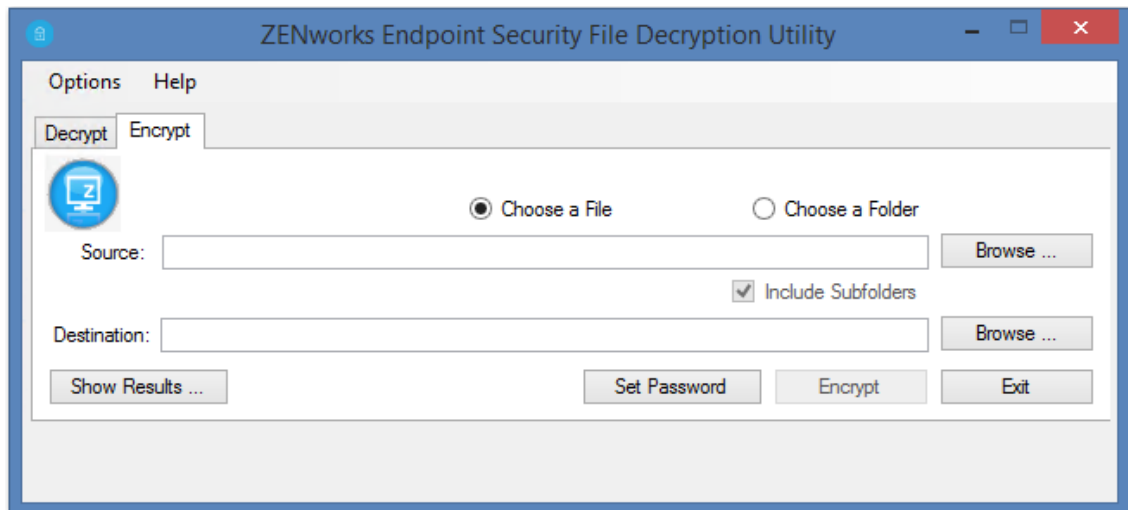 ZENworks Endpoint Security File Decryption Utility
Options Help
Decrypt Encrypt
Z
Choose a File Choose a Folder
Source: Browse ...
Include Subfolders
Destination: Browse ...
Show Results ... Set Password Encrypt Exit